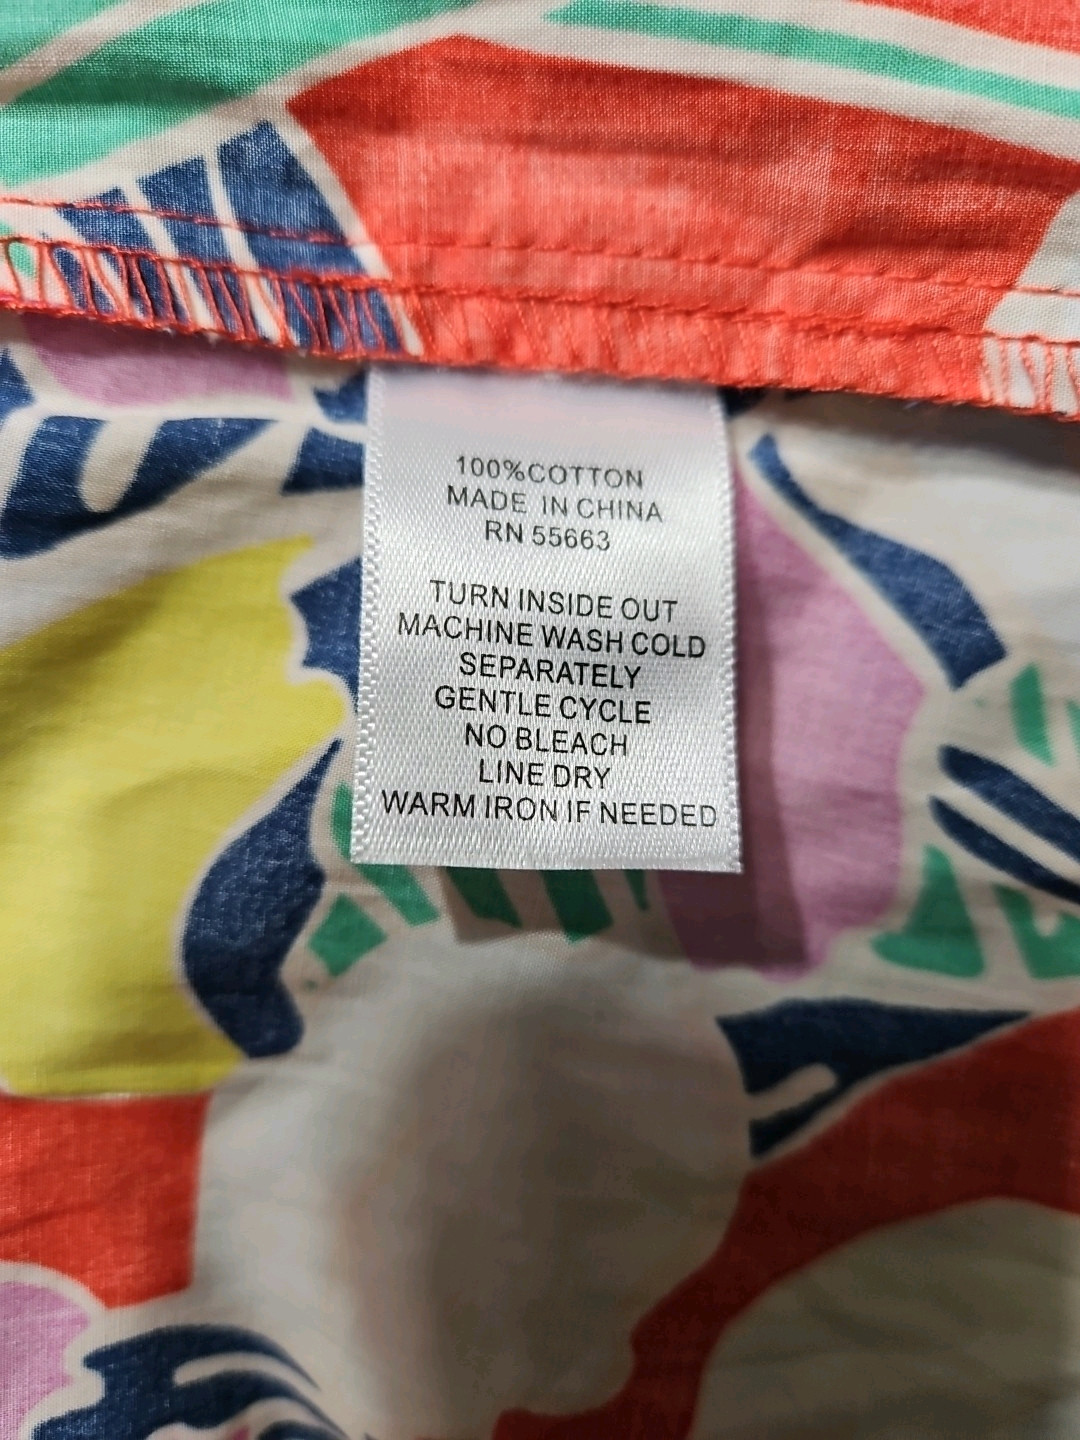 100%COTTON
MADE IN CHINA
RN 55663
TURN INSIDE OUT
MACHINE WASH COLD
SEPARATELY
GENTLE CYCLE
NO BLEACH
LINE DRY
WARM IRON IF NEEDED